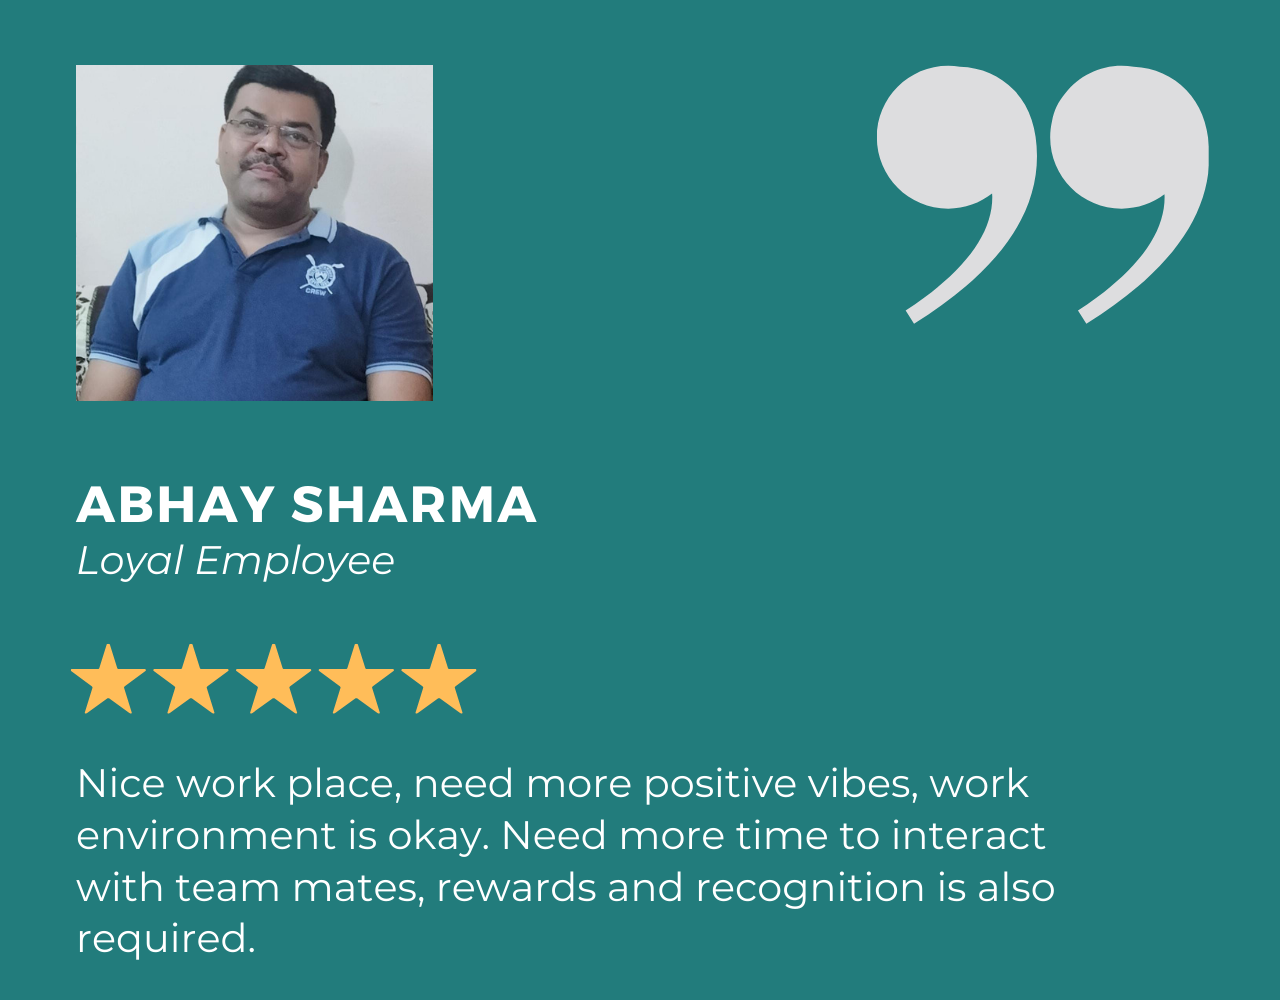 CREW
ABHAY SHARMA
Loyal Employee
Nice work place, need more positive vibes, work
environment is okay. Need more time to interact
with team mates, rewards and recognition is also
required.